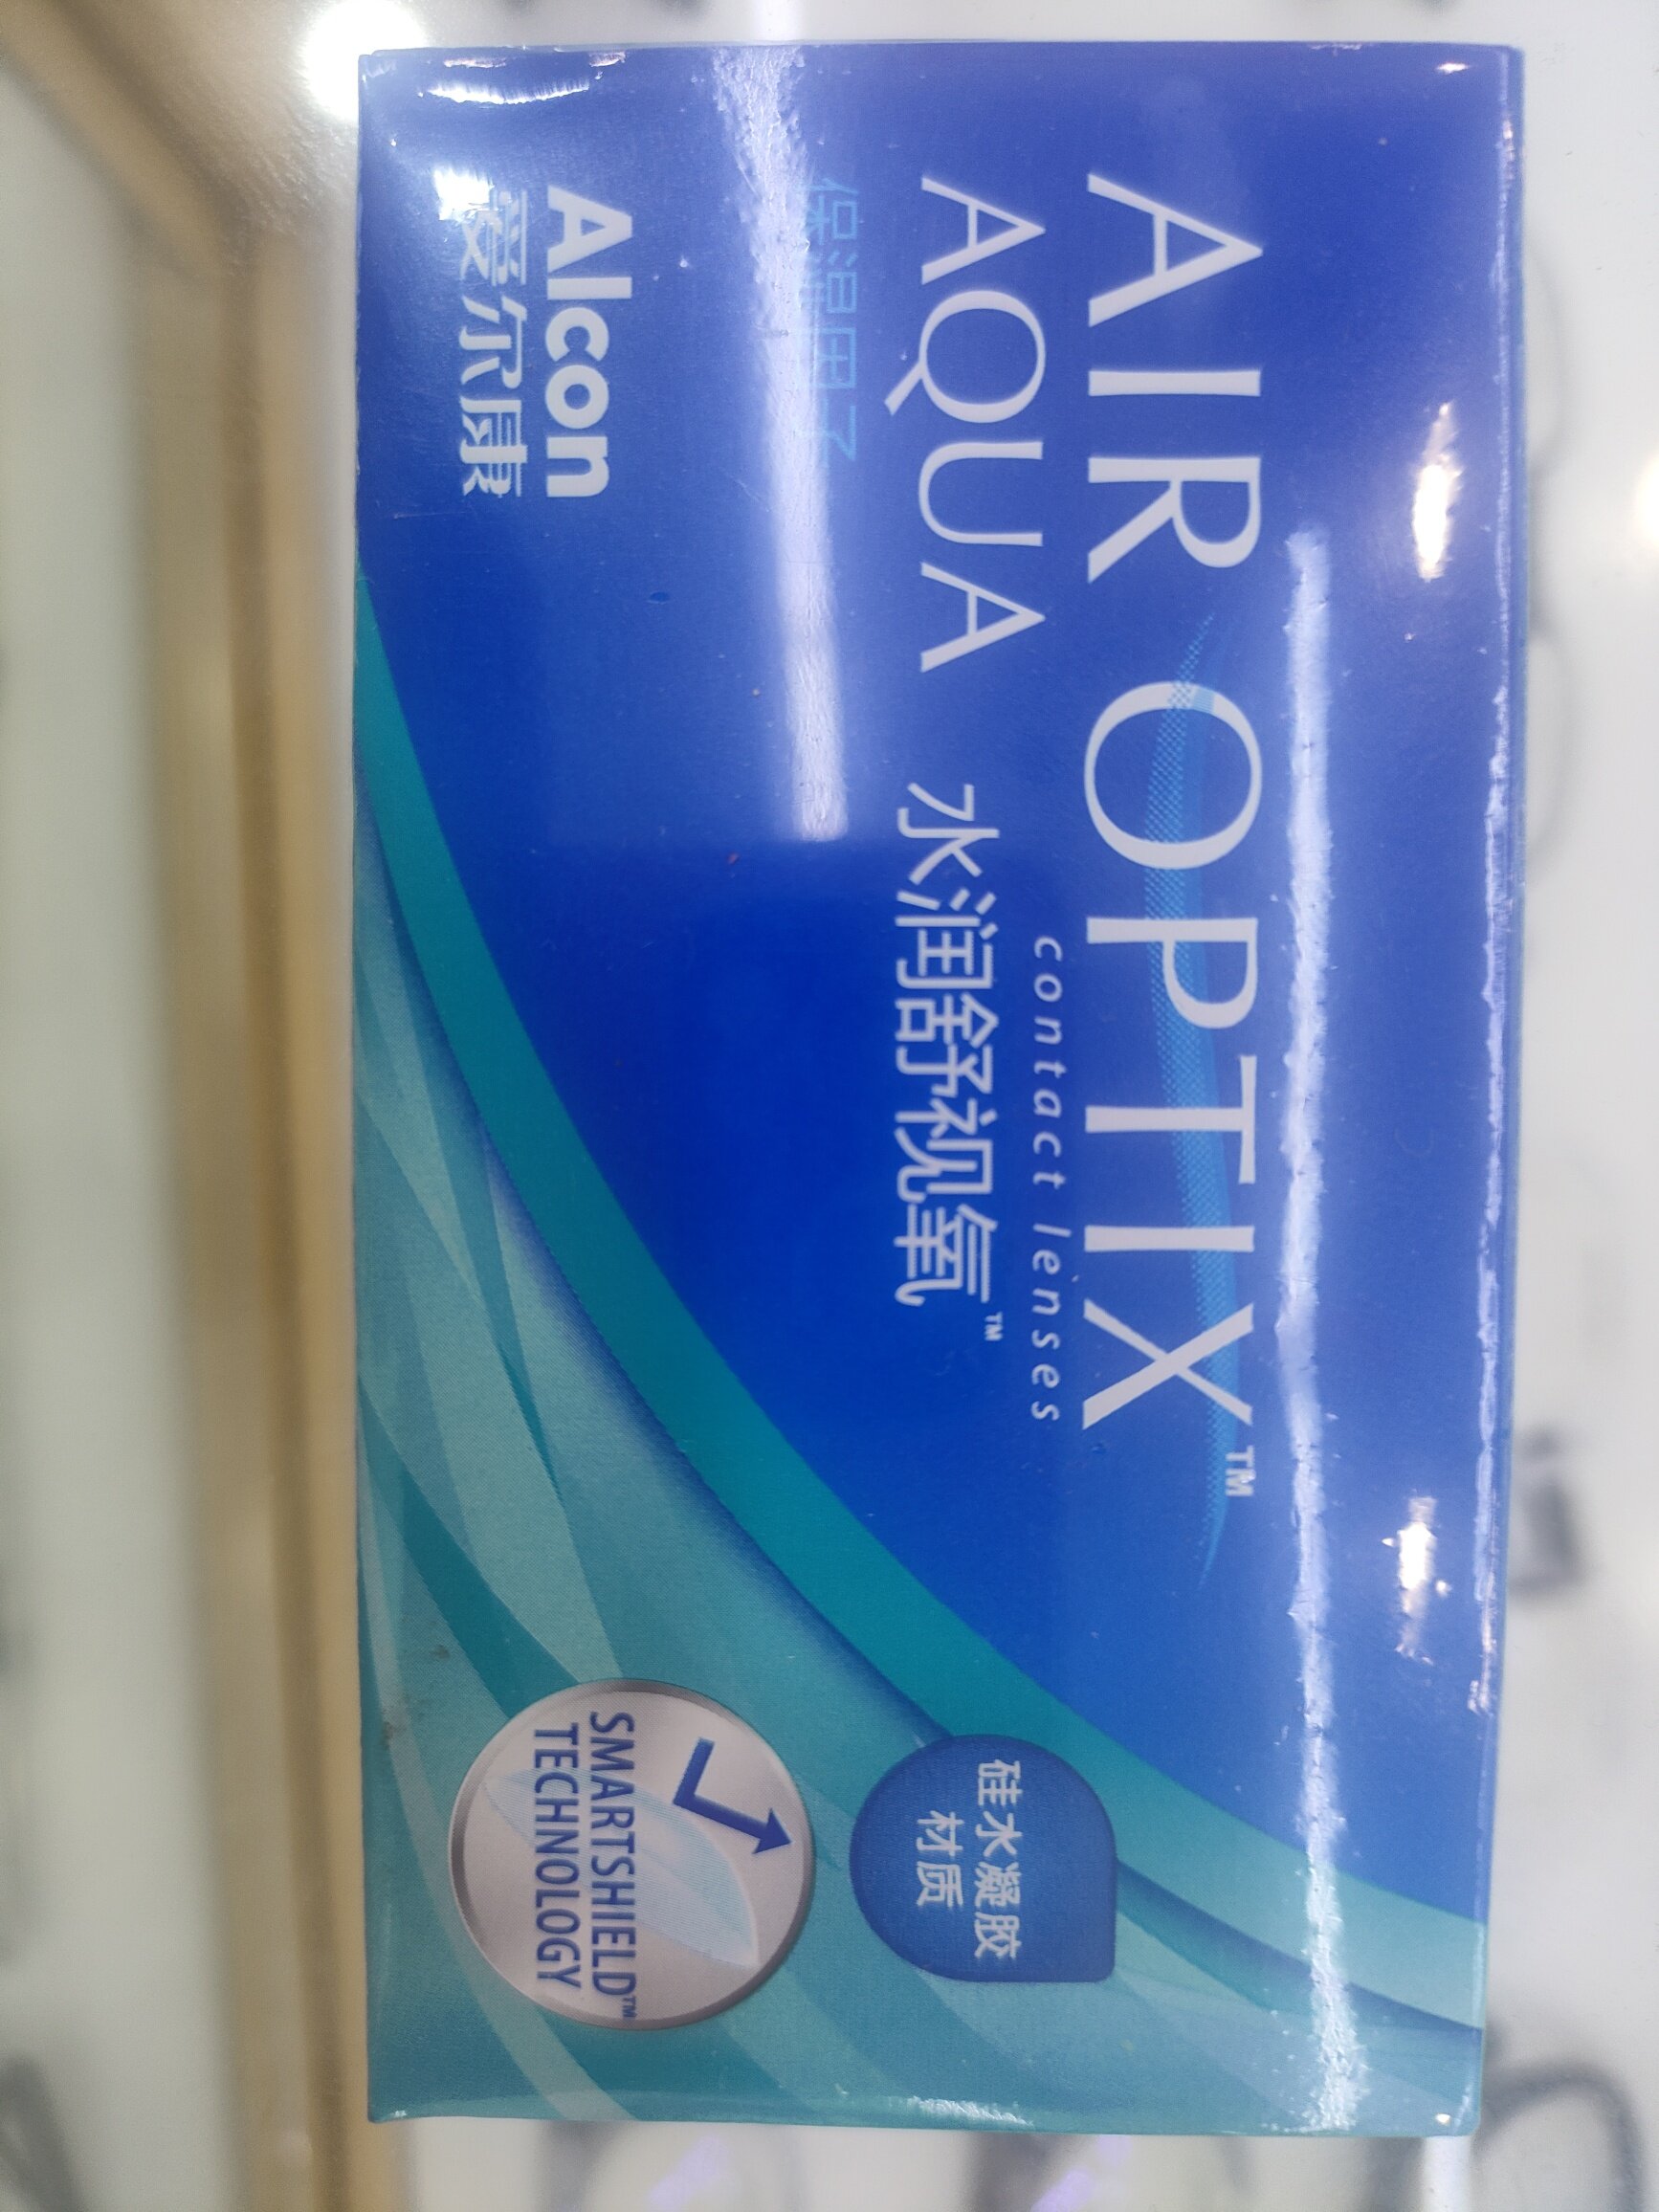 AIR OPTIX™
contact lenses
AQUA 水润舒视氧™
保湿因子
Alcon
爱尔康
硅水凝胶
材质
SMARTSHIELD™
TECHNOLOGY